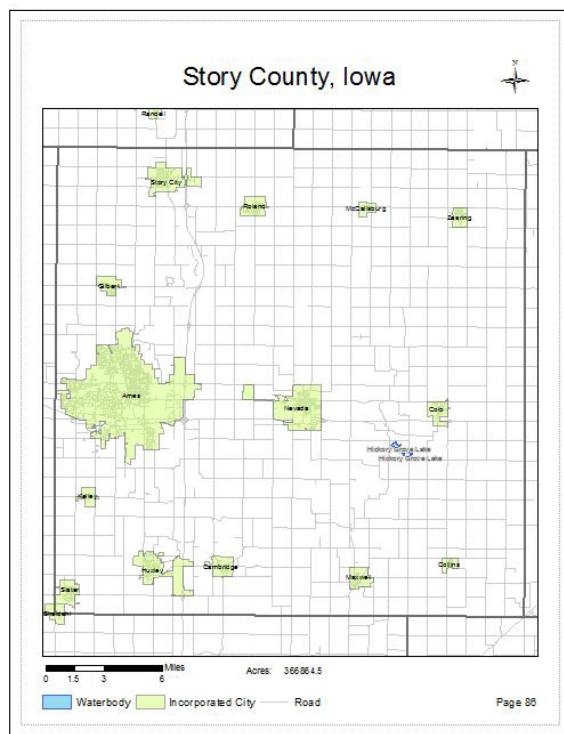 Story County, Iowa
N
Randall
Story City
Roland
McCallsburg
Zearing
Gilbert
Ames
Nevada
Colo
Hickory Grove Lake
Hickory Grove Lake
Kelley
Huxley
Cambridge
Maxwell
Collins
Slater
Sheldahl
Miles
0 1.5 3 6
Acres: 366864.5
Waterbody Incorporated City Road
Page 86